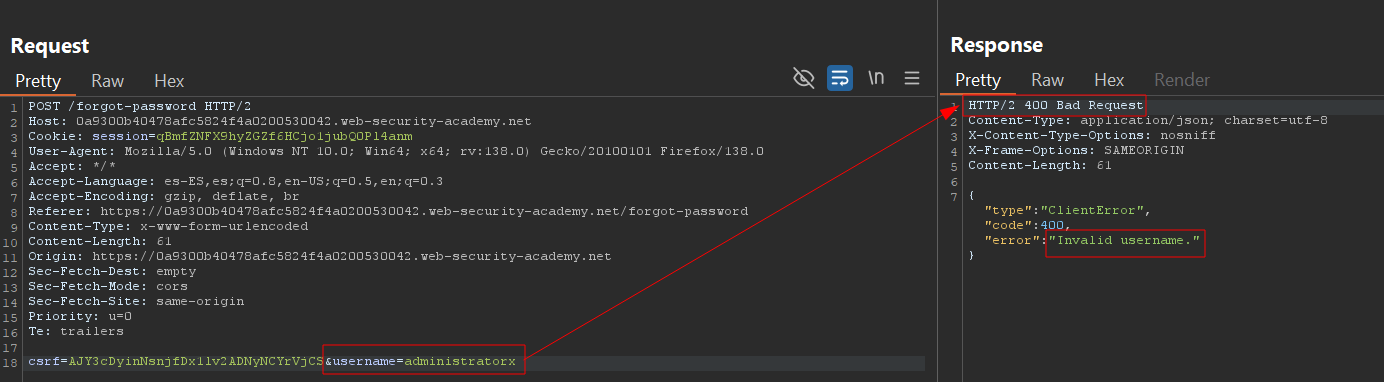 Request
Pretty Raw Hex
\n
1 POST /forgot-password HTTP/2
2 Host: 0a9300b40478afc5824f4a0200530042.web-security-academy.net
3 Cookie: session=qBmfZNFX9hyZGZf6HCjo1jubQ0Pl4anm
4 User-Agent: Mozilla/5.0 (Windows NT 10.0; Win64; x64; rv:138.0) Gecko/20100101 Firefox/138.0
5 Accept: */*
6 Accept-Language: es-ES,es;q=0.8,en-US;q=0.5,en;q=0.3
7 Accept-Encoding: gzip, deflate, br
8 Referer: https://0a9300b40478afc5824f4a0200530042.web-security-academy.net/forgot-password
9 Content-Type: x-www-form-urlencoded
10 Content-Length: 61
11 Origin: https://0a9300b40478afc5824f4a0200530042.web-security-academy.net
12 Sec-Fetch-Dest: empty
13 Sec-Fetch-Mode: cors
14 Sec-Fetch-Site: same-origin
15 Priority: u=0
16 Te: trailers
17
18 csrf=AJY3cDyinNsnjfDx1lv2ADNyNCYrVjCS&username=administratorx
Response
Pretty Raw Hex Render
1 HTTP/2 400 Bad Request
2 Content-Type: application/json; charset=utf-8
3 X-Content-Type-Options: nosniff
4 X-Frame-Options: SAMEORIGIN
5 Content-Length: 61
6
7 {
"type":"ClientError",
"code":400,
"error":"Invalid username."
}